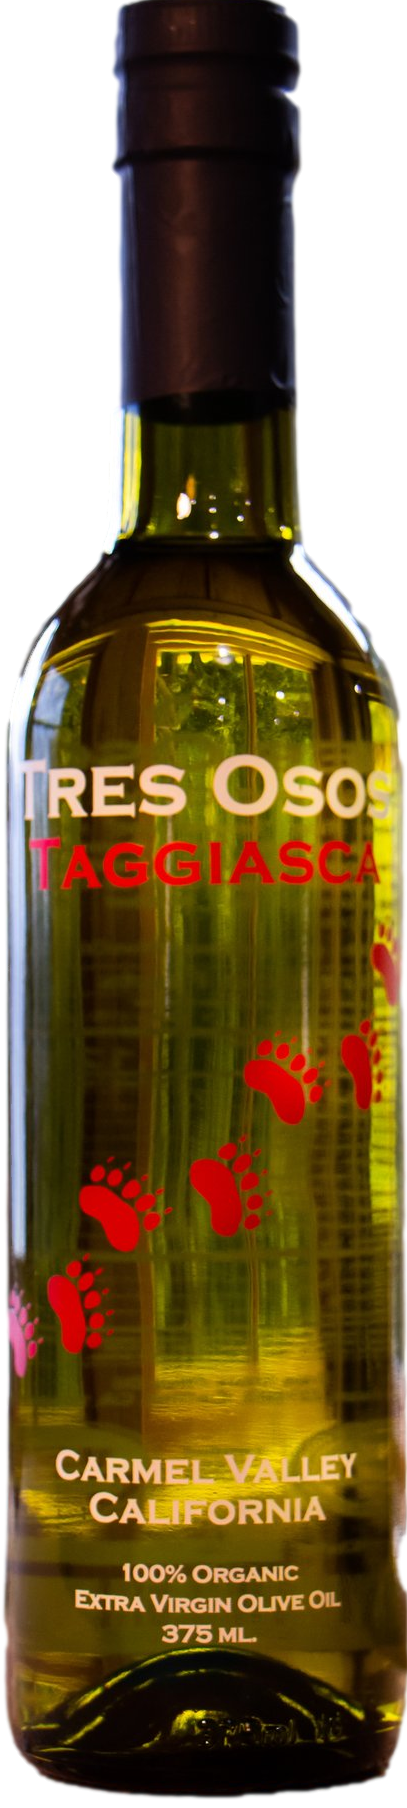 TRES OSOS
TAGGIASCA
CARMEL VALLEY
CALIFORNIA
100% ORGANIC
EXTRA VIRGIN OLIVE OIL
375 ML.